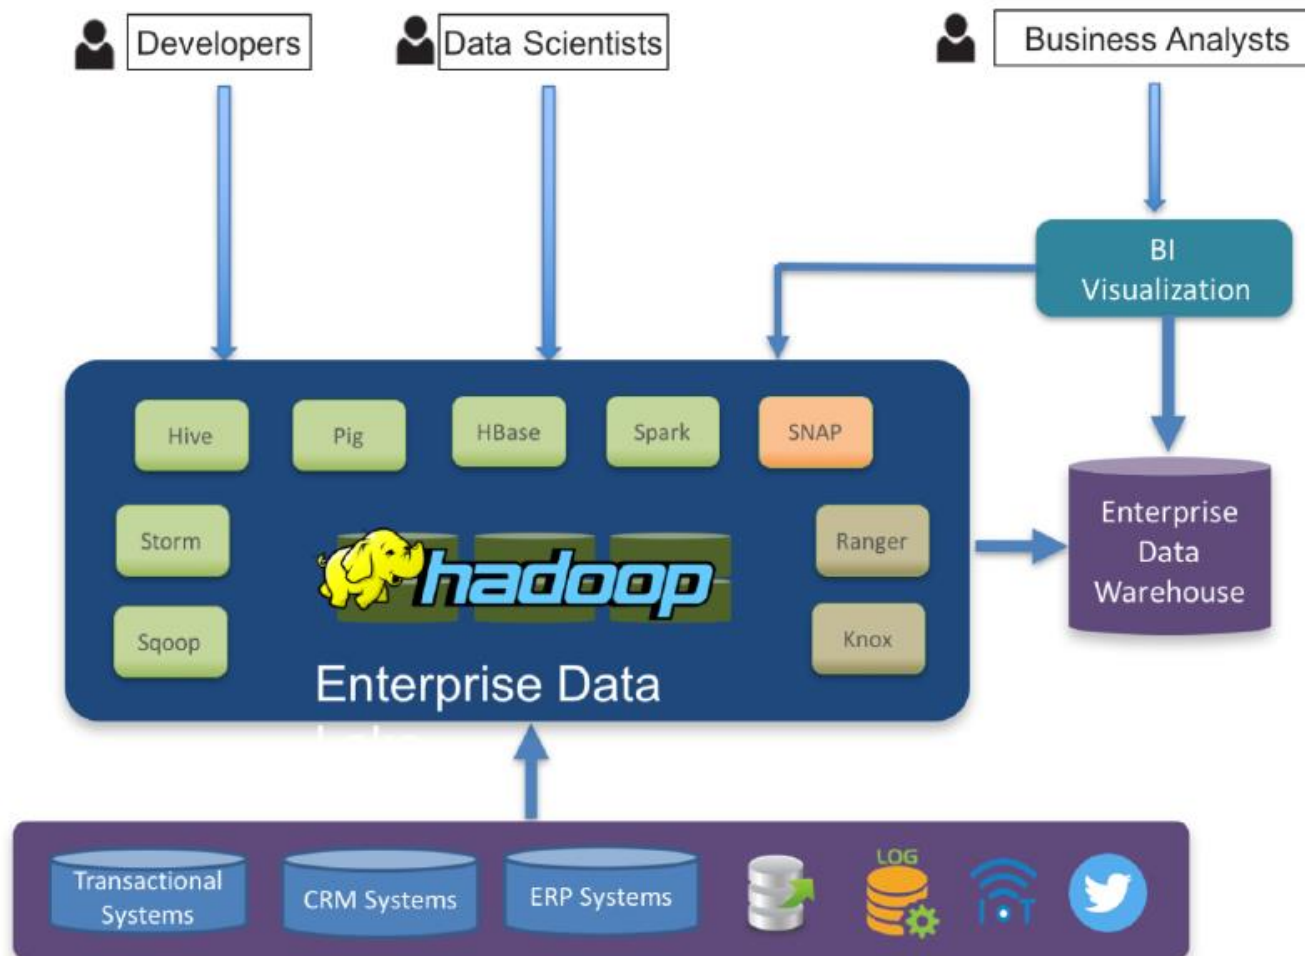 Developers
Data Scientists
Business Analysts
BI
Visualization
Hive
Pig
HBase
Spark
SNAP
Storm
Ranger
Enterprise
Data
Warehouse
hadoop
Sqoop
Knox
Enterprise Data
Transactional
Systems
CRM Systems
ERP Systems
LOG
IOT